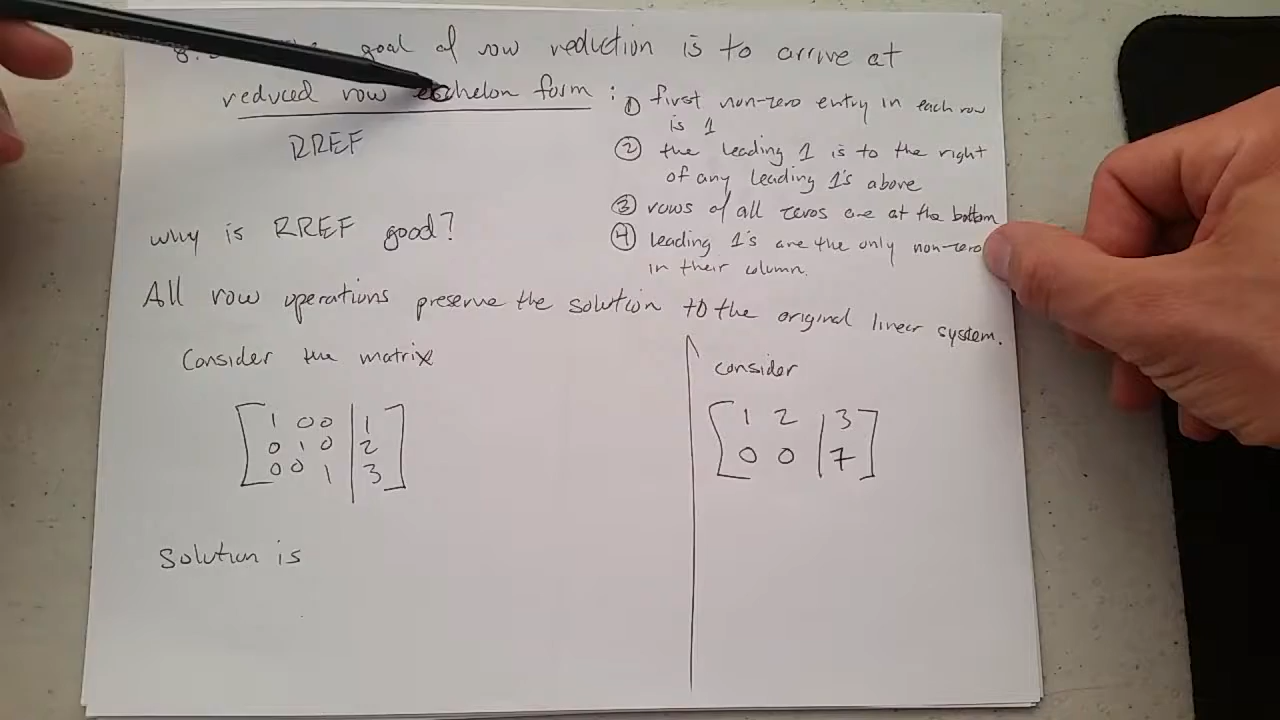 goal of row reduction is to arrive at
reduced row echelon form :
① first non-zero entry in each row
is 1
② the leading 1 is to the right
of any leading 1's above
③ rows of all zeros are at the bottom
④ leading 1's are the only non-zero
in their column.
RREF
why is RREF good?
All row operations preserve the solution to the original linear system.
Consider the matrix
1 0 0 | 1
0 1 0 | 2
0 0 1 | 3
Solution is
consider
1 2 | 3
0 0 | 7